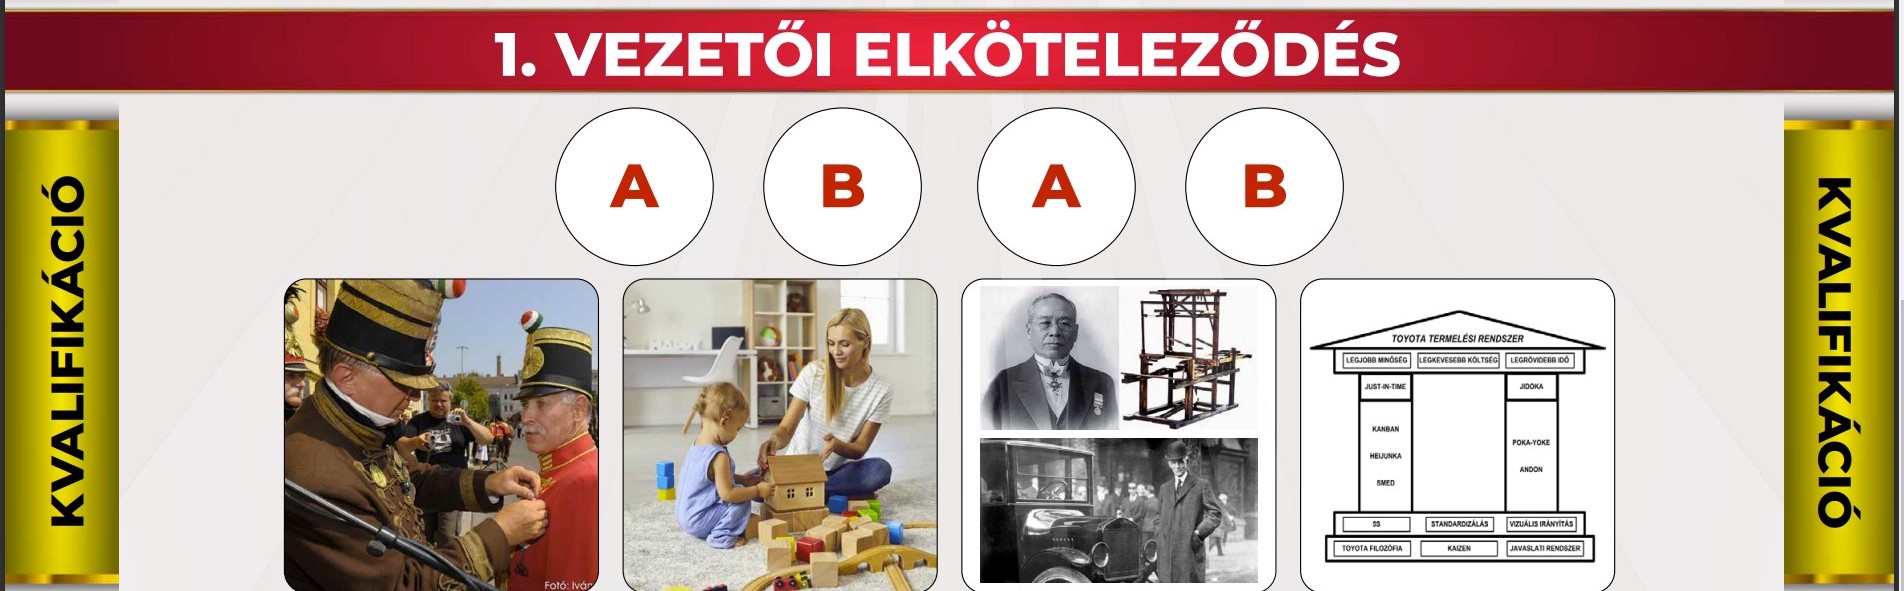 1. VEZETŐI ELKÖTELEZŐDÉS
KVALIFIKÁCIÓ
A B A B
Fotó: Iván
TOYOTA TERMELÉSI RENDSZER
LEGJOBB MINŐSÉG LEGKEVESEBB KÖLTSÉG LEGRÖVIDEBB IDŐ
JUST-IN-TIME JIDOKA
KANBAN
POKA-YOKE
HEIJUNKA
ANDON
SMED
5S STANDARDIZÁLÁS VIZUÁLIS IRÁNYÍTÁS
TOYOTA FILOZÓFIA KAIZEN JAVASLATI RENDSZER
KVALIFIKÁCIÓ